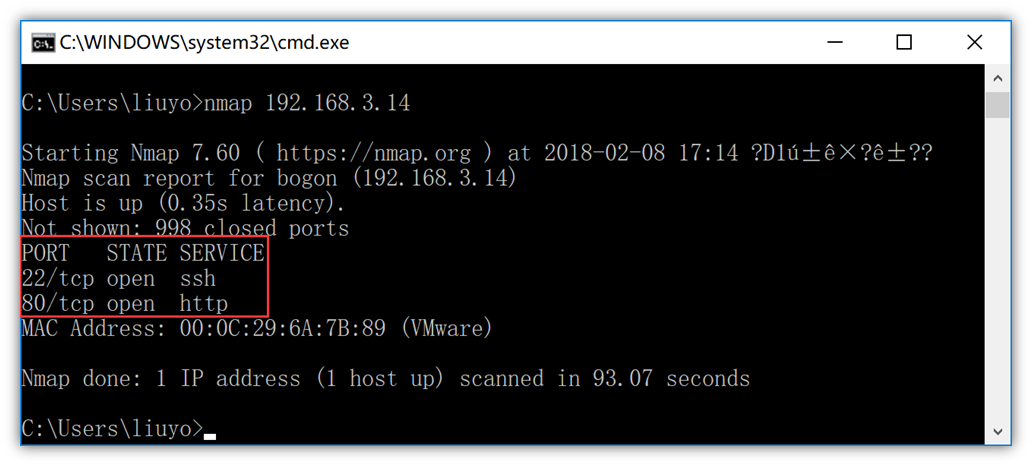 C:\WINDOWS\system32\cmd.exe
C:\Users\liuyo>nmap 192.168.3.14
Starting Nmap 7.60 ( https://nmap.org ) at 2018-02-08 17:14 ?D1ú±ê×?ê±??
Nmap scan report for bogon (192.168.3.14)
Host is up (0.35s latency).
Not shown: 998 closed ports
PORT   STATE SERVICE
22/tcp open  ssh
80/tcp open  http
MAC Address: 00:0C:29:6A:7B:89 (VMware)
Nmap done: 1 IP address (1 host up) scanned in 93.07 seconds
C:\Users\liuyo>